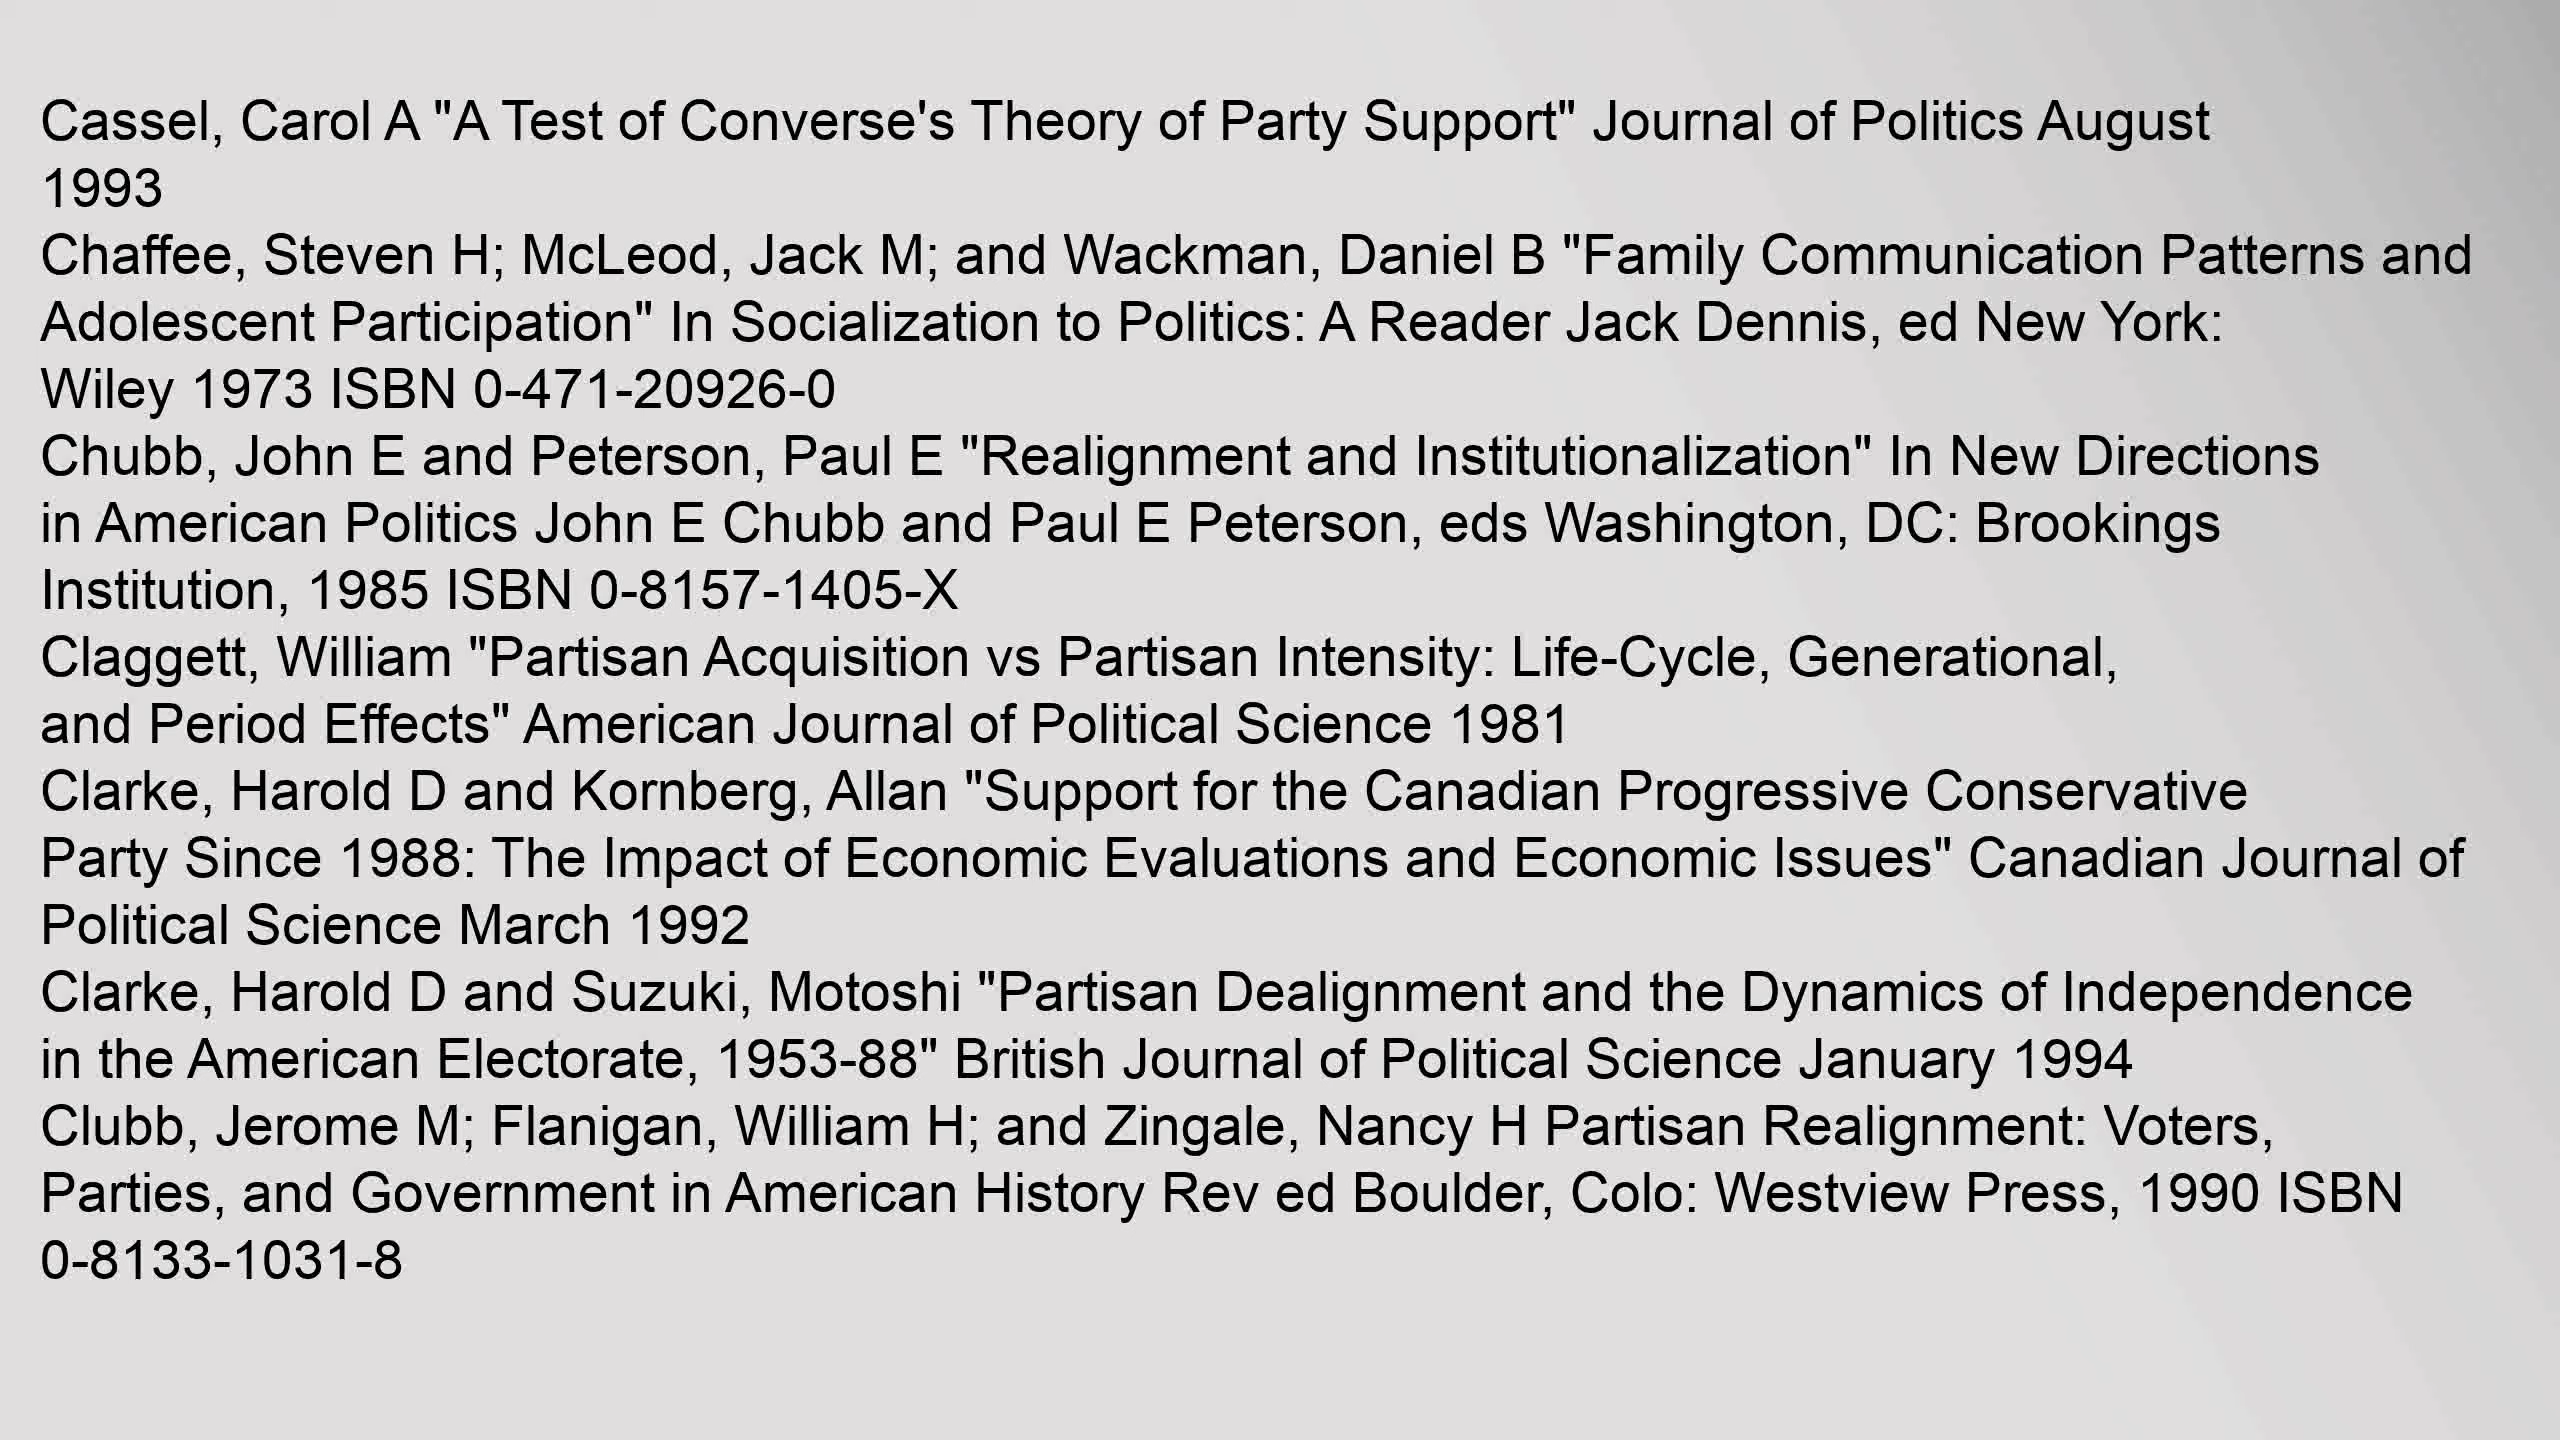 Cassel, Carol A "A Test of Converse's Theory of Party Support" Journal of Politics August
1993
Chaffee, Steven H; McLeod, Jack M; and Wackman, Daniel B "Family Communication Patterns and
Adolescent Participation" In Socialization to Politics: A Reader Jack Dennis, ed New York:
Wiley 1973 ISBN 0-471-20926-0
Chubb, John E and Peterson, Paul E "Realignment and Institutionalization" In New Directions
in American Politics John E Chubb and Paul E Peterson, eds Washington, DC: Brookings
Institution, 1985 ISBN 0-8157-1405-X
Claggett, William "Partisan Acquisition vs Partisan Intensity: Life-Cycle, Generational,
and Period Effects" American Journal of Political Science 1981
Clarke, Harold D and Kornberg, Allan "Support for the Canadian Progressive Conservative
Party Since 1988: The Impact of Economic Evaluations and Economic Issues" Canadian Journal of
Political Science March 1992
Clarke, Harold D and Suzuki, Motoshi "Partisan Dealignment and the Dynamics of Independence
in the American Electorate, 1953-88" British Journal of Political Science January 1994
Clubb, Jerome M; Flanigan, William H; and Zingale, Nancy H Partisan Realignment: Voters,
Parties, and Government in American History Rev ed Boulder, Colo: Westview Press, 1990 ISBN
0-8133-1031-8